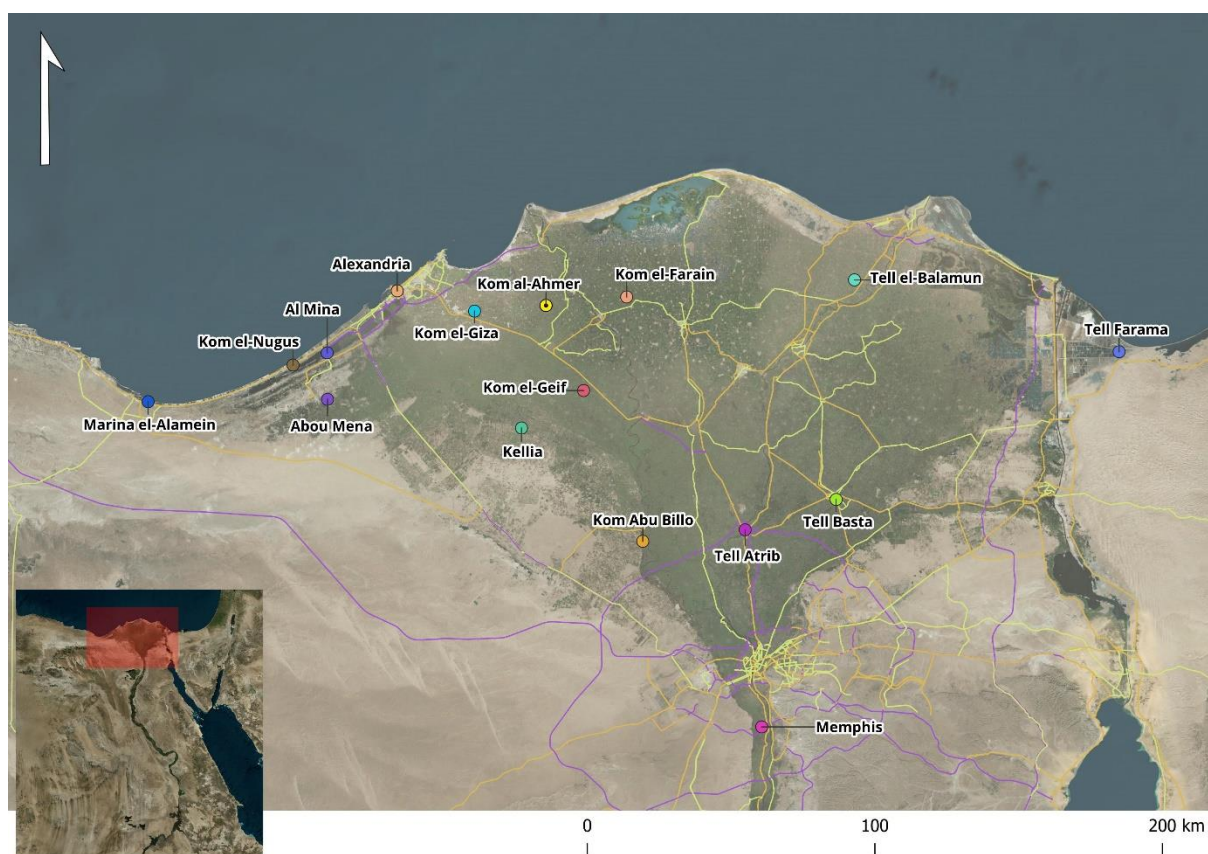 Alexandria
Kom al-Ahmer
Kom el-Farain
Tell el-Balamun
Al Mina
Kom el-Giza
Tell Farama
Kom el-Nugus
Kom el-Geif
Marina el-Alamein
Abou Mena
Kellia
Kom Abu Billo
Tell Basta
Tell Atrib
Memphis
0 100 200 km